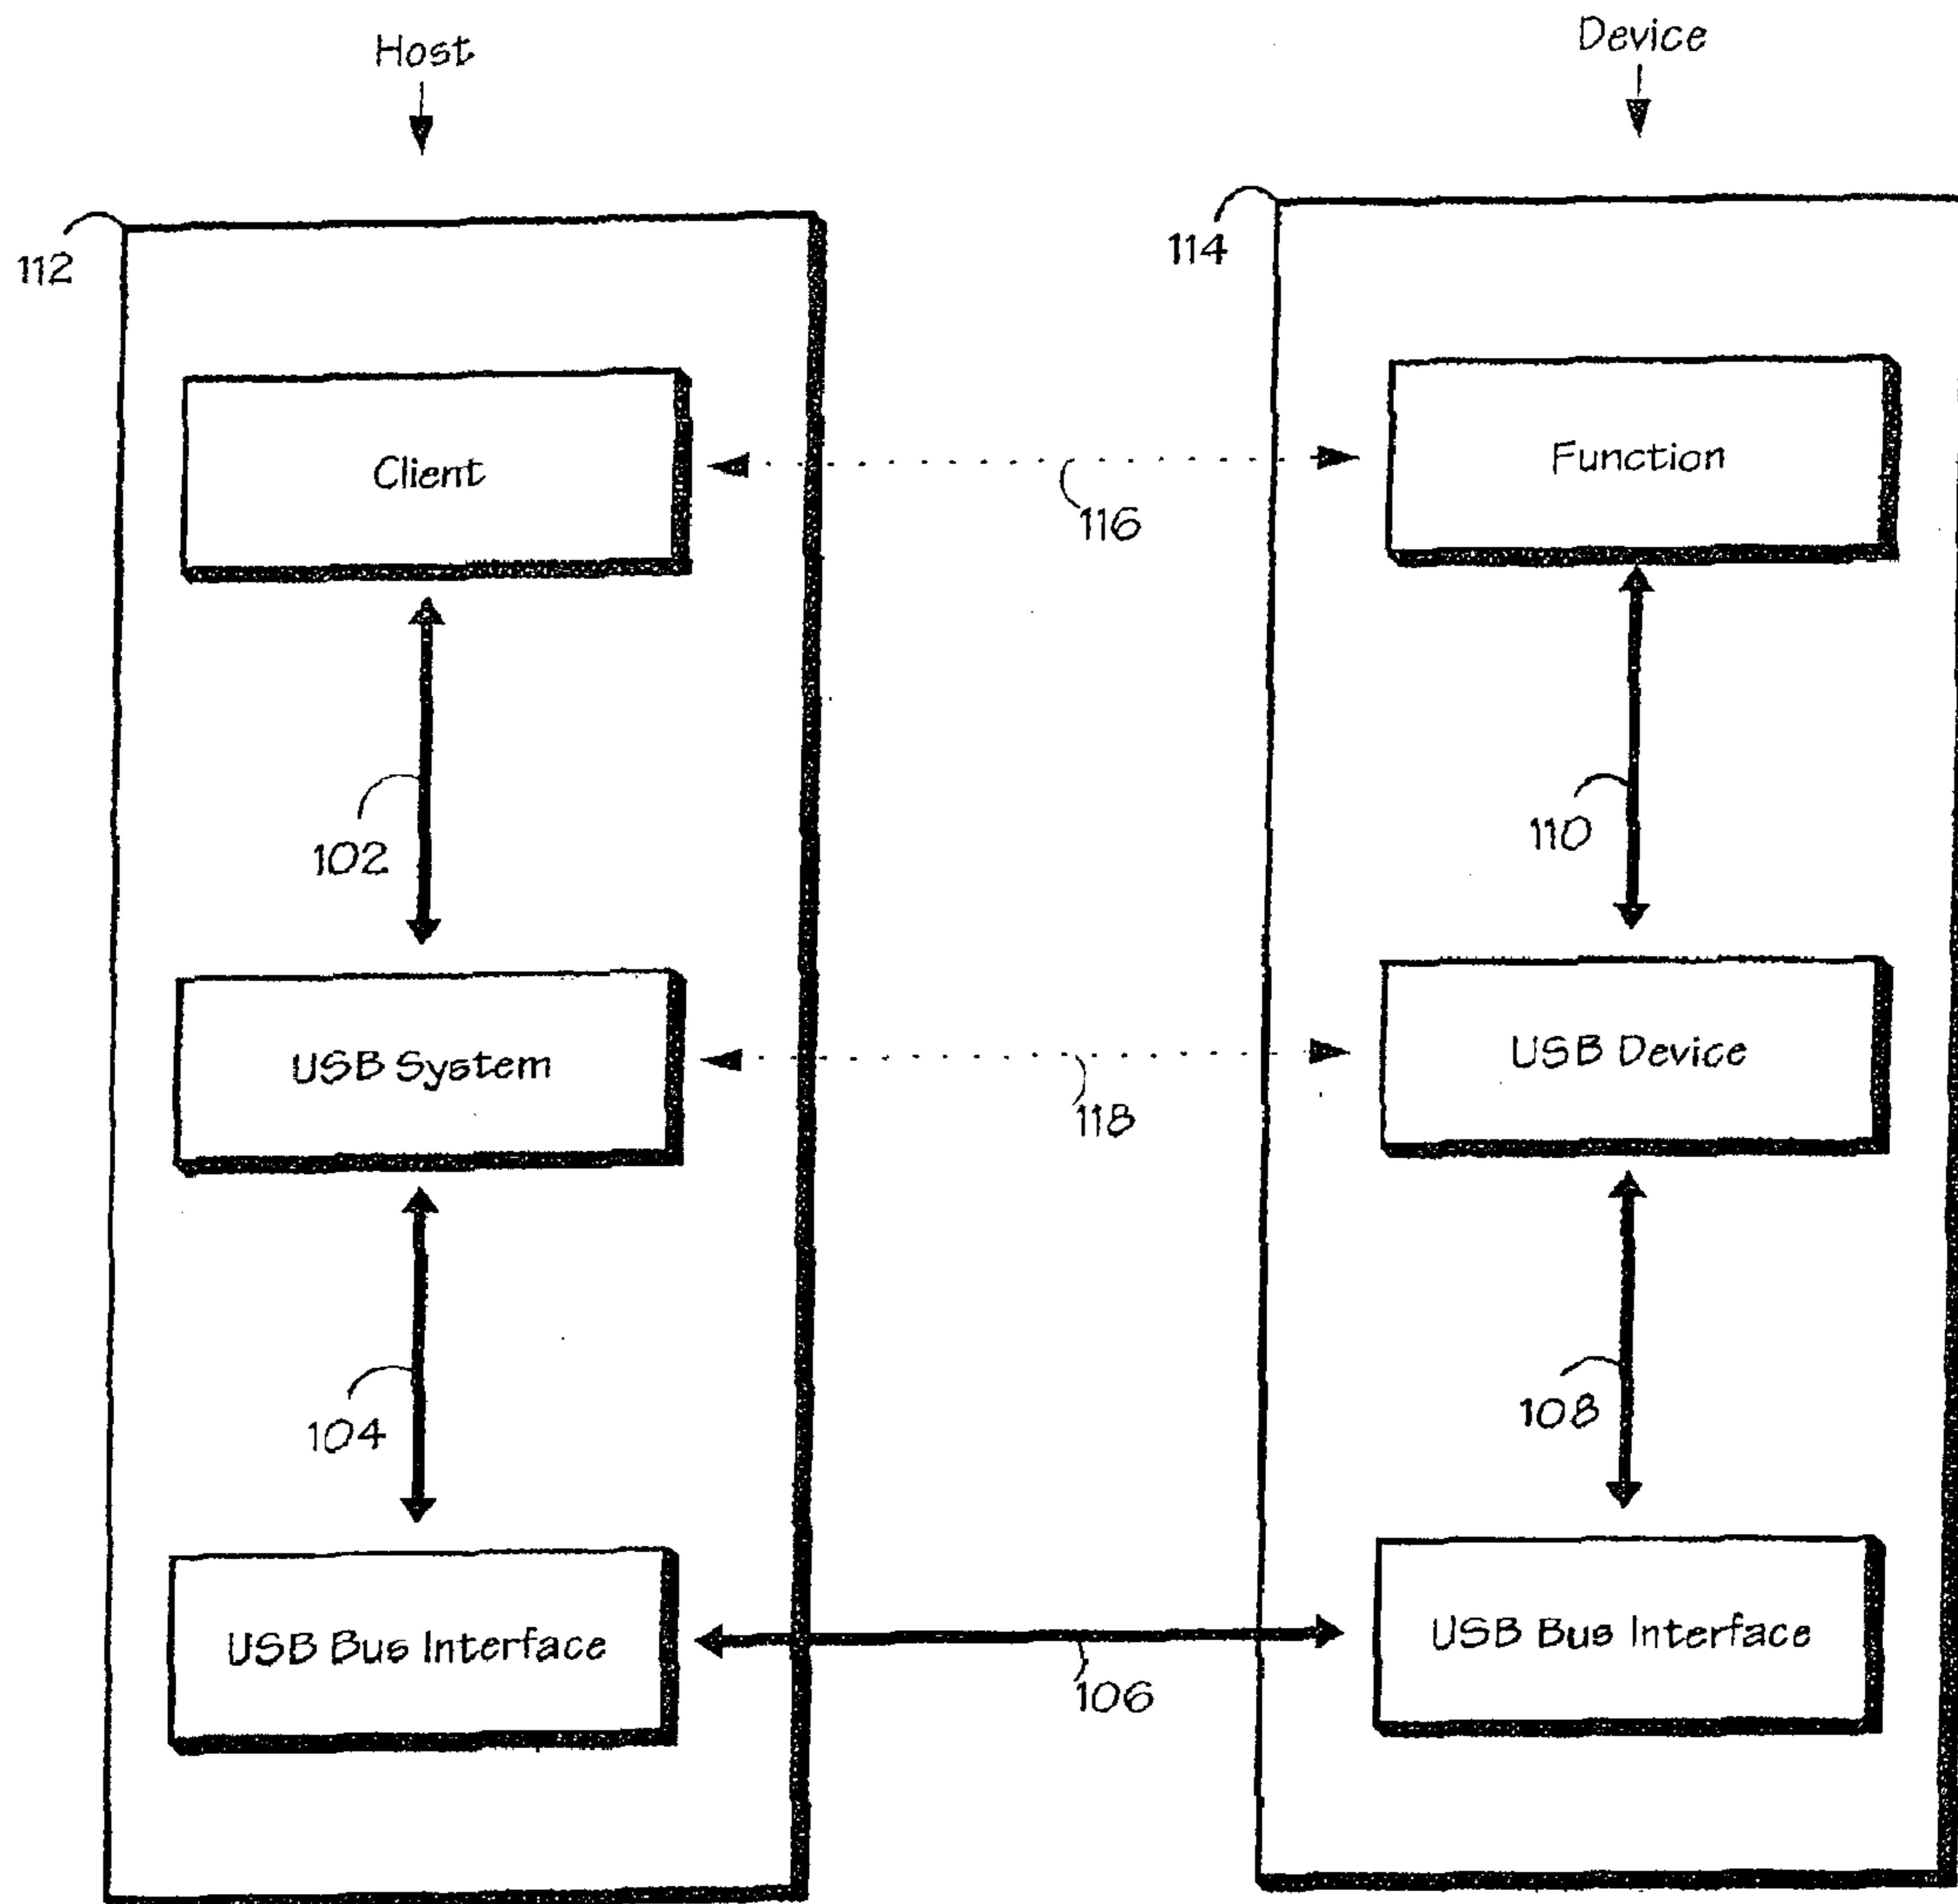 Host
Device
112
114
Client
Function
116
102
110
USB System
USB Device
118
104
108
USB Bus Interface
USB Bus Interface
106